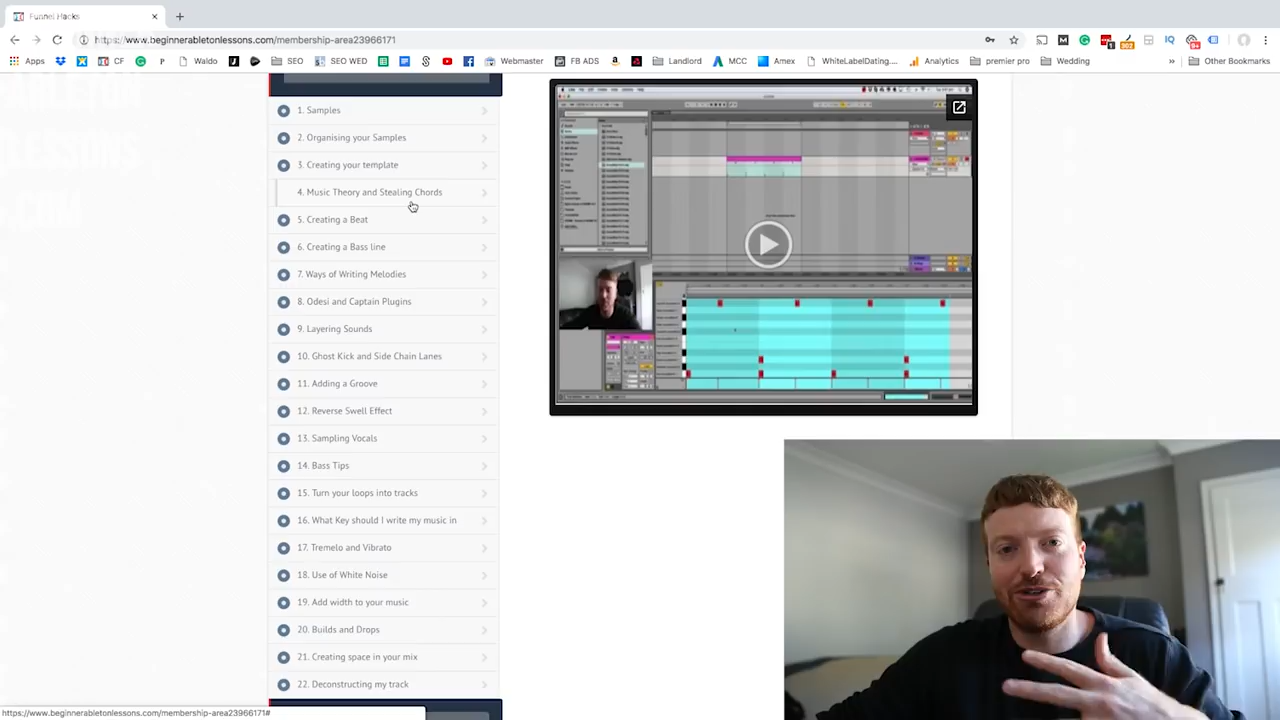 Funnel Hacks
https://www.beginnerabletonlessons.com/membership-area23966171
Apps
CF
P
Waldo
SEO
SEO WED
FB ADS
Webmaster
Landlord
MCC
Amex
WhiteLabelDating....
Analytics
premier pro
Wedding
»
Other Bookmarks
1. Samples
2. Organising your Samples
3. Creating your template
4. Music Theory and Stealing Chords
5. Creating a Beat
6. Creating a Bass line
7. Ways of Writing Melodies
8. Odesi and Captain Plugins
9. Layering Sounds
10. Ghost Kick and Side Chain Lanes
11. Adding a Groove
12. Reverse Swell Effect
13. Sampling Vocals
14. Bass Tips
15. Turn your loops into tracks
16. What Key should I write my music in
17. Tremelo and Vibrato
18. Use of White Noise
19. Add width to your music
20. Builds and Drops
21. Creating space in your mix
22. Deconstructing my track
https://www.beginnerabletonlessons.com/membership-area23966171#